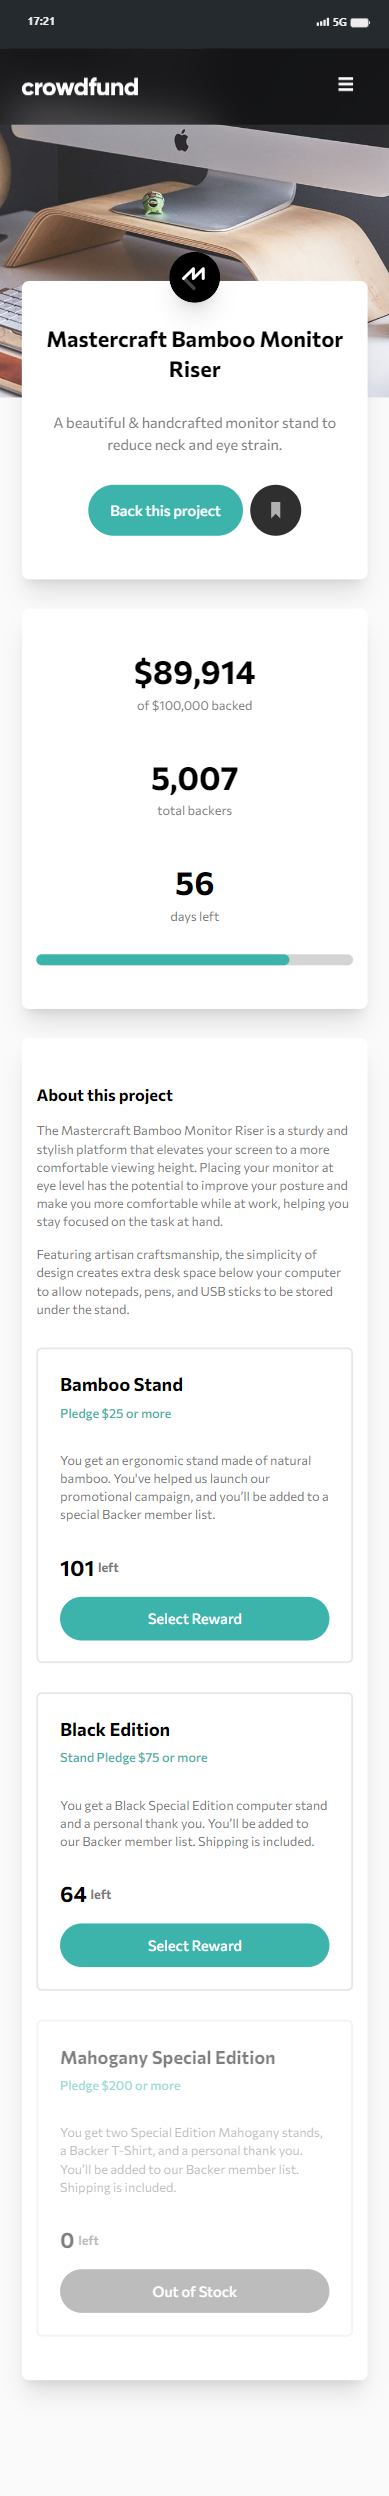 17:21
5G
crowdfund
Mastercraft Bamboo Monitor
Riser
A beautiful & handcrafted monitor stand to
reduce neck and eye strain.
Back this project
$89,914
of $100,000 backed
5,007
total backers
56
days left
About this project
The Mastercraft Bamboo Monitor Riser is a sturdy and
stylish platform that elevates your screen to a more
comfortable viewing height. Placing your monitor at
eye level has the potential to improve your posture and
make you more comfortable while at work, helping you
stay focused on the task at hand.
Featuring artisan craftsmanship, the simplicity of
design creates extra desk space below your computer
to allow notepads, pens, and USB sticks to be stored
under the stand.
Bamboo Stand
Pledge $25 or more
You get an ergonomic stand made of natural
bamboo. You've helped us launch our
promotional campaign, and you'll be added to a
special Backer member list.
101 left
Select Reward
Black Edition
Stand Pledge $75 or more
You get a Black Special Edition computer stand
and a personal thank you. You'll be added to
our Backer member list. Shipping is included.
64 left
Select Reward
Mahogany Special Edition
Pledge $200 or more
You get two Special Edition Mahogany stands,
a Backer T-Shirt, and a personal thank you.
You'll be added to our Backer member list.
Shipping is included.
0 left
Out of Stock